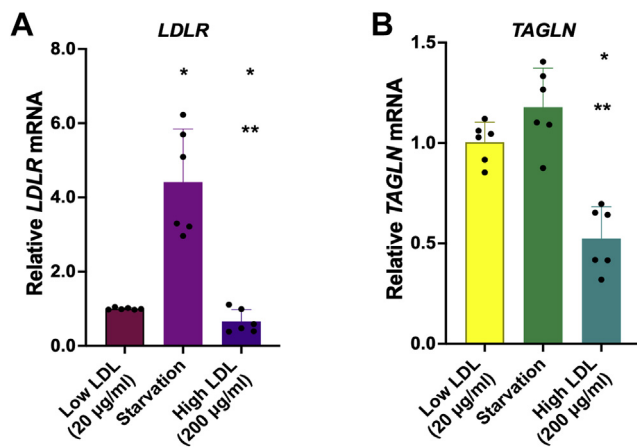 A
LDLR
Relative LDLR mRNA
8.0
6.0
4.0
2.0
1.0
0.0
*
*
**
Low LDL
(20 µg/ml)
Starvation
High LDL
(200 µg/ml)
B
TAGLN
Relative TAGLN mRNA
1.5
1.0
0.5
0.0
*
**
Low LDL
(20 µg/ml)
Starvation
High LDL
(200 µg/ml)